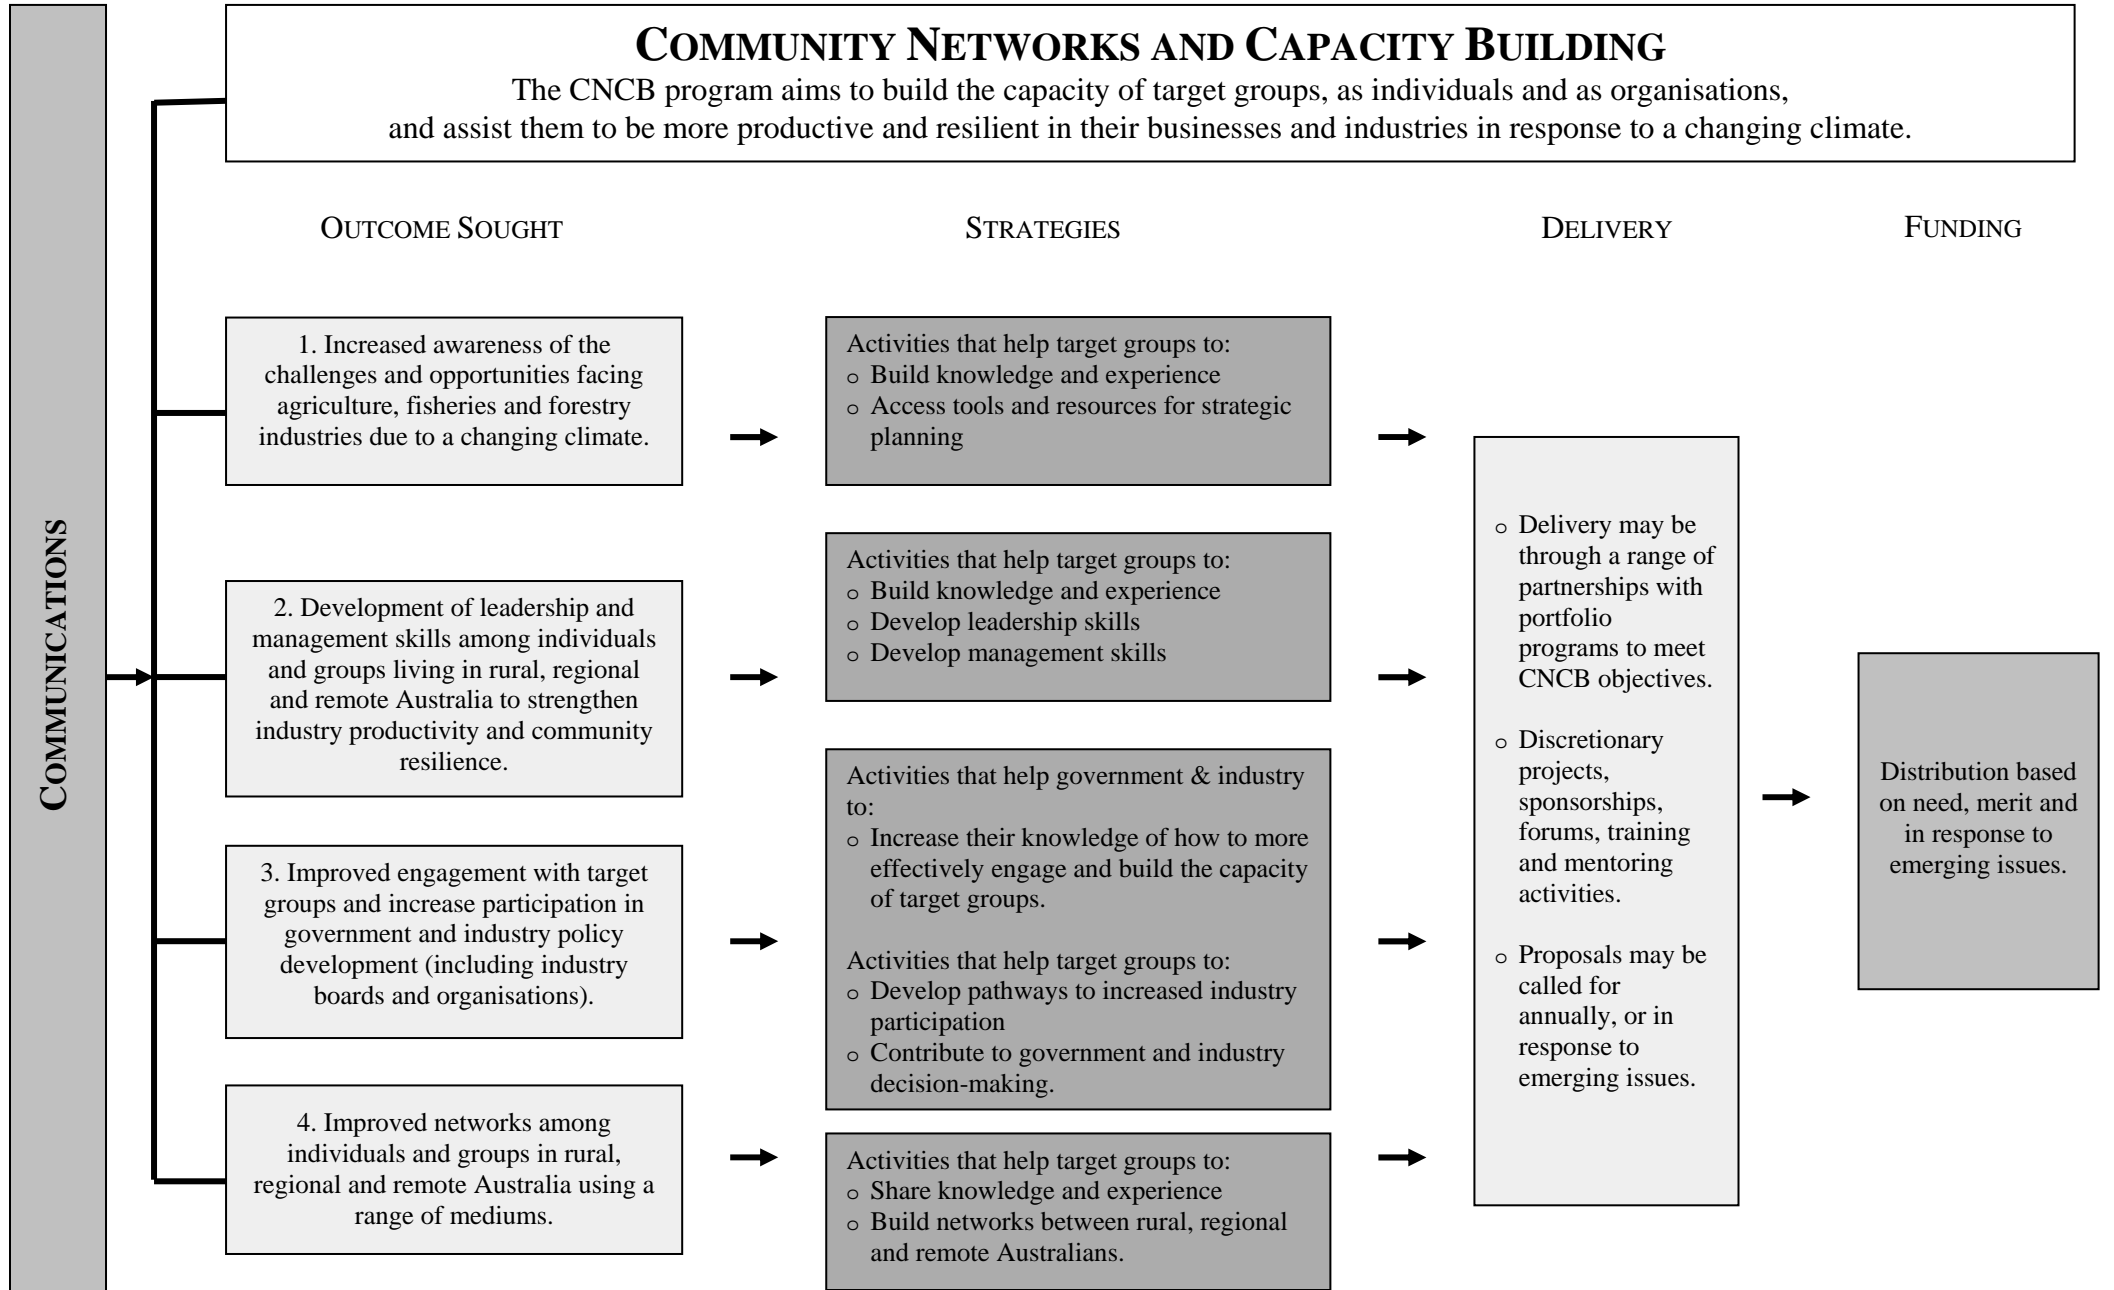 COMMUNITY NETWORKS AND CAPACITY BUILDING
The CNCB program aims to build the capacity of target groups, as individuals and as organisations,
and assist them to be more productive and resilient in their businesses and industries in response to a changing climate.
COMMUNICATIONS
OUTCOME SOUGHT
STRATEGIES
DELIVERY
FUNDING
1. Increased awareness of the
challenges and opportunities facing
agriculture, fisheries and forestry
industries due to a changing climate.
2. Development of leadership and
management skills among individuals
and groups living in rural, regional
and remote Australia to strengthen
industry productivity and community
resilience.
3. Improved engagement with target
groups and increase participation in
government and industry policy
development (including industry
boards and organisations).
4. Improved networks among
individuals and groups in rural,
regional and remote Australia using a
range of mediums.
Activities that help target groups to:
o Build knowledge and experience
o Access tools and resources for strategic
planning
Activities that help target groups to:
o Build knowledge and experience
o Develop leadership skills
o Develop management skills
Activities that help government & industry
to:
o Increase their knowledge of how to more
effectively engage and build the capacity
of target groups.
Activities that help target groups to:
o Develop pathways to increased industry
participation
o Contribute to government and industry
decision-making.
Activities that help target groups to:
o Share knowledge and experience
o Build networks between rural, regional
and remote Australians.
o Delivery may be
through a range of
partnerships with
portfolio
programs to meet
CNCB objectives.
o Discretionary
projects,
sponsorships,
forums, training
and mentoring
activities.
o Proposals may be
called for
annually, or in
response to
emerging issues.
Distribution based
on need, merit and
in response to
emerging issues.